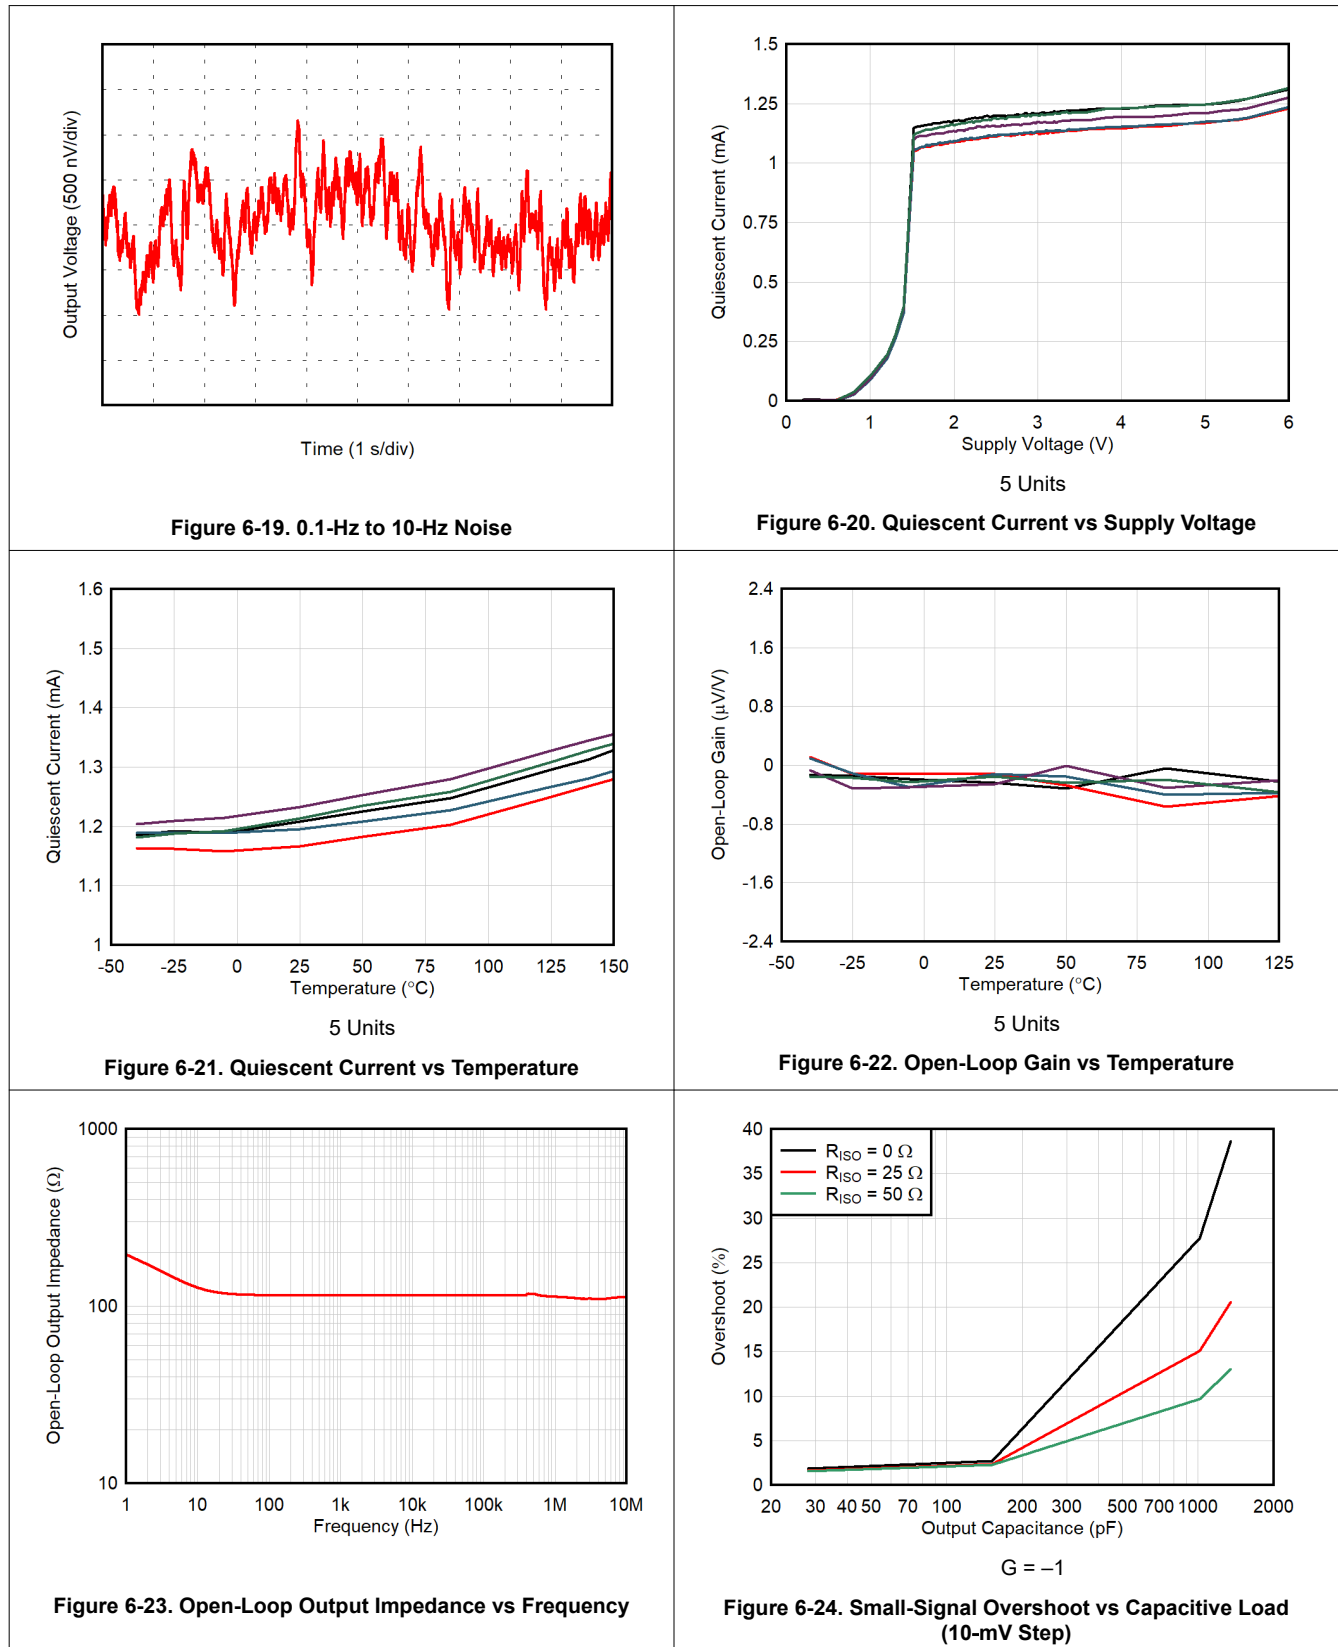 Output Voltage (500 nV/div)
Time (1 s/div)
Figure 6-19. 0.1-Hz to 10-Hz Noise
1.5
1.25
1
0.75
0.5
0.25
0
Quiescent Current (mA)
0 1 2 3 4 5 6
Supply Voltage (V)
5 Units
Figure 6-20. Quiescent Current vs Supply Voltage
1.6
1.5
1.4
1.3
1.2
1.1
1
Quiescent Current (mA)
-50 -25 0 25 50 75 100 125 150
Temperature (°C)
5 Units
Figure 6-21. Quiescent Current vs Temperature
2.4
1.6
0.8
0
-0.8
-1.6
-2.4
Open-Loop Gain (μV/V)
-50 -25 0 25 50 75 100 125
Temperature (°C)
5 Units
Figure 6-22. Open-Loop Gain vs Temperature
1000
100
10
Open-Loop Output Impedance (Ω)
1 10 100 1k 10k 100k 1M 10M
Frequency (Hz)
Figure 6-23. Open-Loop Output Impedance vs Frequency
40
35
30
25
20
15
10
5
0
Overshoot (%)
RISO = 0 Ω
RISO = 25 Ω
RISO = 50 Ω
20 30 40 50 70 100 200 300 500 700 1000 2000
Output Capacitance (pF)
G = –1
Figure 6-24. Small-Signal Overshoot vs Capacitive Load
(10-mV Step)